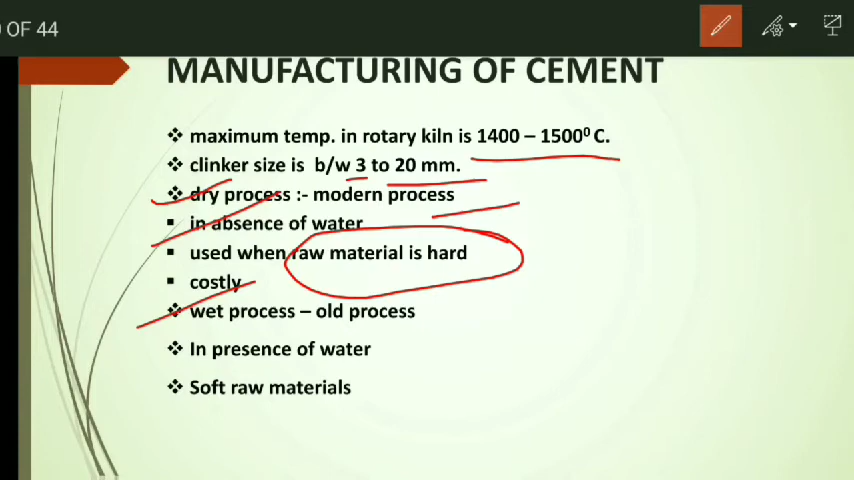 OF 44
MANUFACTURING OF CEMENT
❖ maximum temp. in rotary kiln is 1400 – 1500⁰ C.
❖ clinker size is b/w 3 to 20 mm.
❖ dry process :- modern process
▪ in absence of water
▪ used when raw material is hard
▪ costly
❖ wet process – old process
❖ In presence of water
❖ Soft raw materials